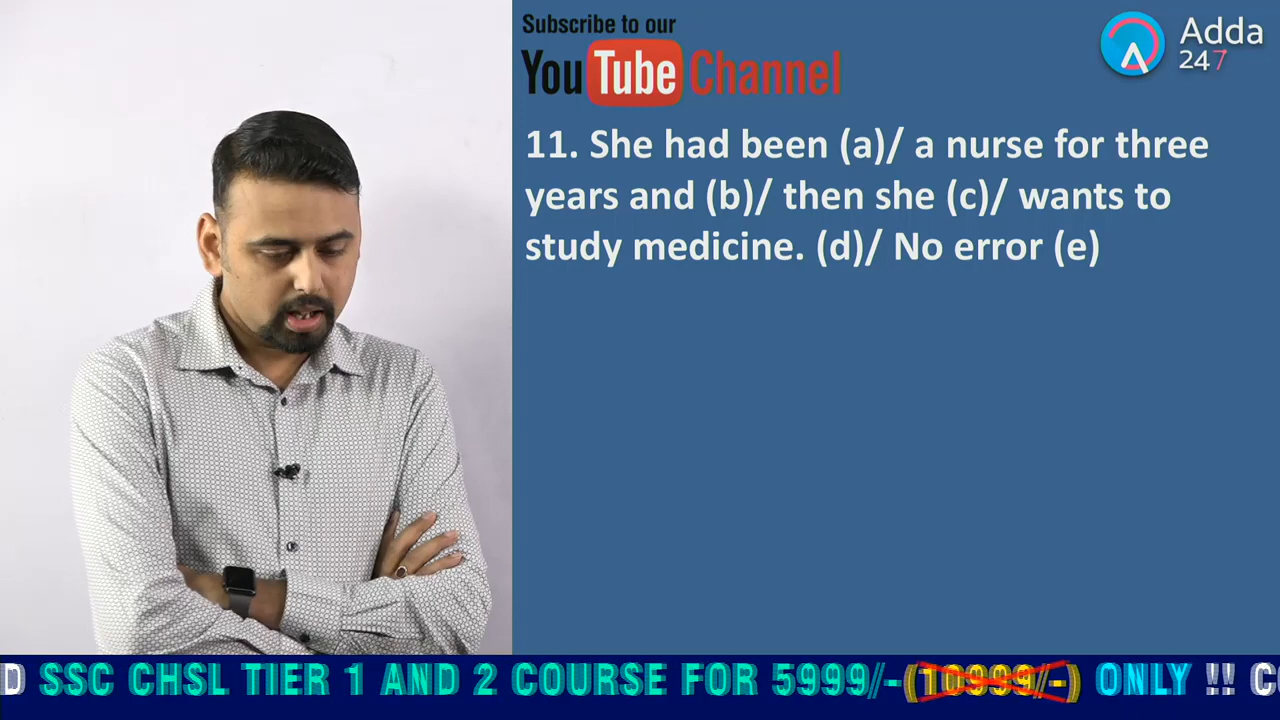 Subscribe to our
YouTube Channel
Adda
247
11. She had been (a)/ a nurse for three
years and (b)/ then she (c)/ wants to
study medicine. (d)/ No error (e)
D SSC CHSL TIER 1 AND 2 COURSE FOR 5999/-(10999/-) ONLY !! C